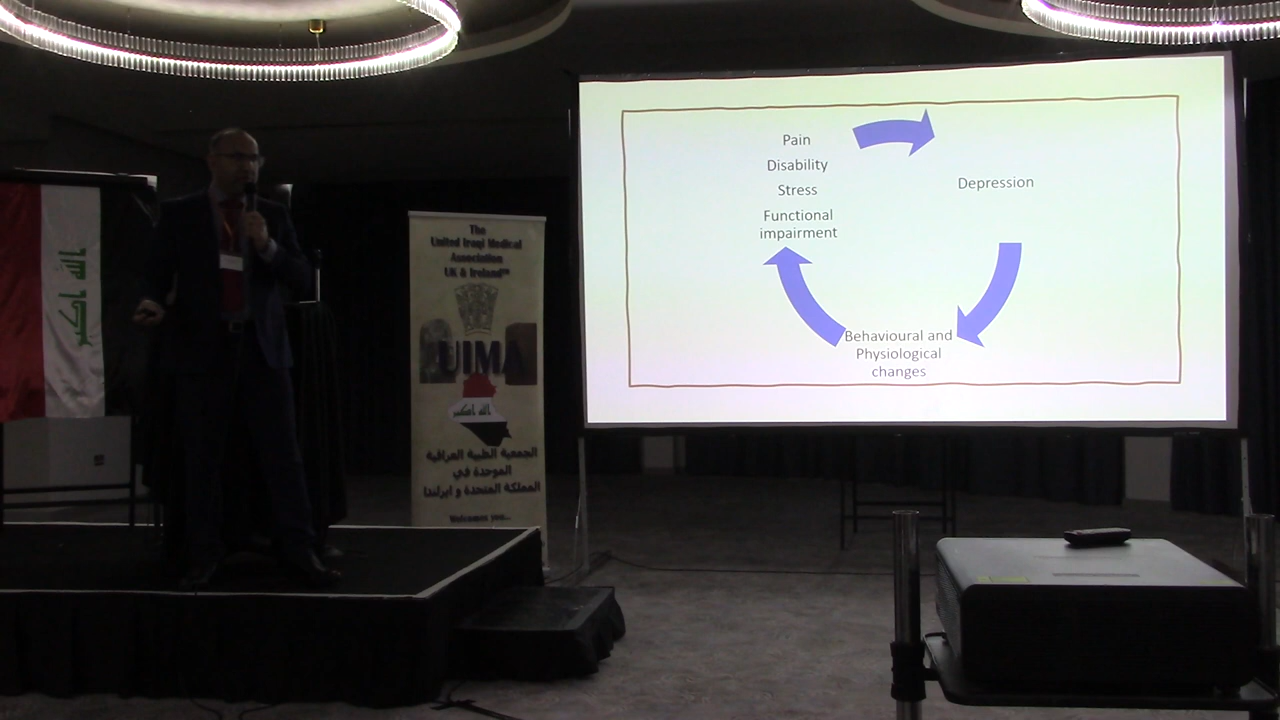 الله اكبر
The
United Iraqi Medical
Association
UK & Ireland
UIMA
الله اكبر
الجمعية الطبية العراقية
الموحدة في
المملكة المتحدة و ايرلندا
Welcomes you...
Pain
Disability
Stress
Functional
impairment
Depression
Behavioural and
Physiological
changes